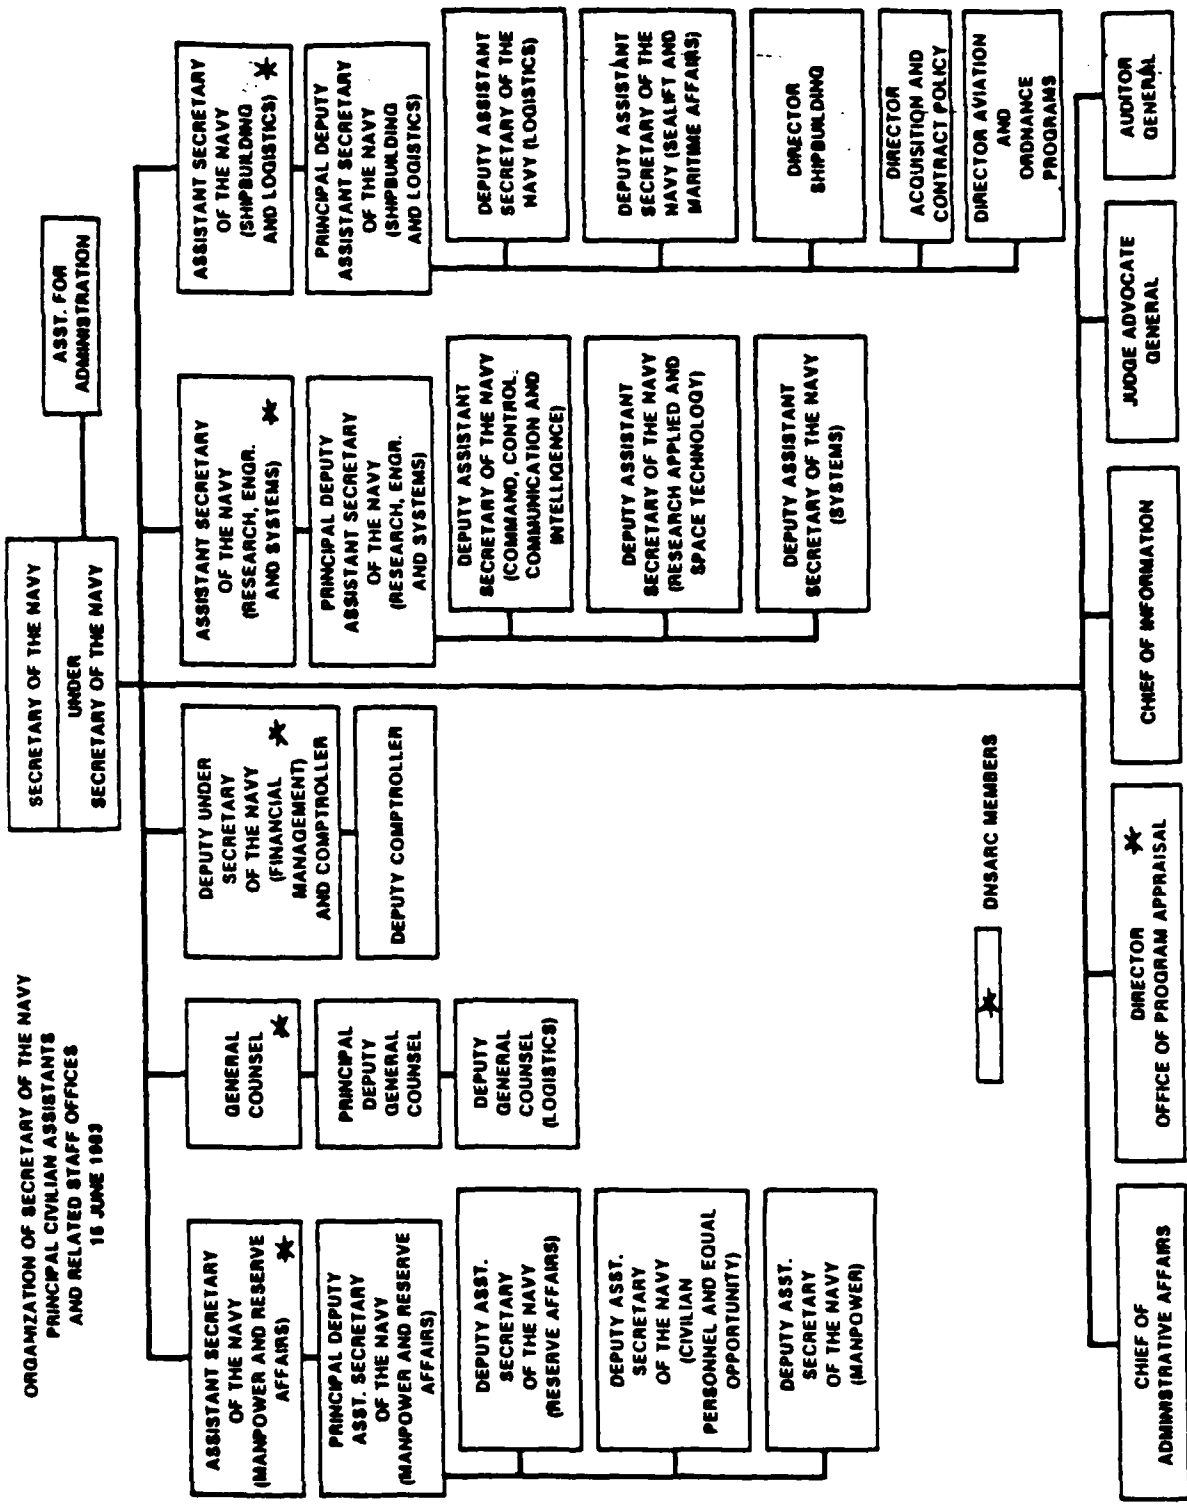 ORGANIZATION OF SECRETARY OF THE NAVY
PRINCIPAL CIVILIAN ASSISTANTS
AND RELATED STAFF OFFICES
15 JUNE 1983
SECRETARY OF THE NAVY
UNDER
SECRETARY OF THE NAVY
ASST. FOR
ADMINISTRATION
ASSISTANT SECRETARY
OF THE NAVY
(MANPOWER AND RESERVE
AFFAIRS)
PRINCIPAL DEPUTY
ASST. SECRETARY
OF THE NAVY
(MANPOWER AND RESERVE
AFFAIRS)
DEPUTY ASST.
SECRETARY
OF THE NAVY
(RESERVE AFFAIRS)
DEPUTY ASST.
SECRETARY
OF THE NAVY
(CIVILIAN
PERSONNEL AND EQUAL
OPPORTUNITY)
DEPUTY ASST.
SECRETARY
OF THE NAVY
(MANPOWER)
GENERAL
COUNSEL
PRINCIPAL
DEPUTY
GENERAL
COUNSEL
DEPUTY
GENERAL
COUNSEL
(LOGISTICS)
DEPUTY UNDER
SECRETARY
OF THE NAVY
(FINANCIAL
MANAGEMENT)
AND COMPTROLLER
DEPUTY COMPTROLLER
ASSISTANT SECRETARY
OF THE NAVY
(RESEARCH, ENGR.
AND SYSTEMS)
PRINCIPAL DEPUTY
ASSISTANT SECRETARY
OF THE NAVY
(RESEARCH, ENGR.
AND SYSTEMS)
DEPUTY ASSISTANT
SECRETARY OF THE NAVY
(COMMAND, CONTROL,
COMMUNICATION AND
INTELLIGENCE)
DEPUTY ASSISTANT
SECRETARY OF THE NAVY
(RESEARCH APPLIED AND
SPACE TECHNOLOGY)
DEPUTY ASSISTANT
SECRETARY OF THE NAVY
(SYSTEMS)
ASSISTANT SECRETARY
OF THE NAVY
(SHIPBUILDING
AND LOGISTICS)
PRINCIPAL DEPUTY
ASSISTANT SECRETARY
OF THE NAVY
(SHIPBUILDING
AND LOGISTICS)
DEPUTY ASSISTANT
SECRETARY OF THE
NAVY (LOGISTICS)
DEPUTY ASSISTANT
SECRETARY OF THE
NAVY (SEALIFT AND
MARITIME AFFAIRS)
DIRECTOR
SHIPBUILDING
DIRECTOR
ACQUISITION AND
CONTRACT POLICY
DIRECTOR AVIATION
AND
ORDNANCE
PROGRAMS
DNSARC MEMBERS
CHIEF OF
ADMINISTRATIVE AFFAIRS
DIRECTOR
OFFICE OF PROGRAM APPRAISAL
CHIEF OF INFORMATION
JUDGE ADVOCATE
GENERAL
AUDITOR
GENERAL